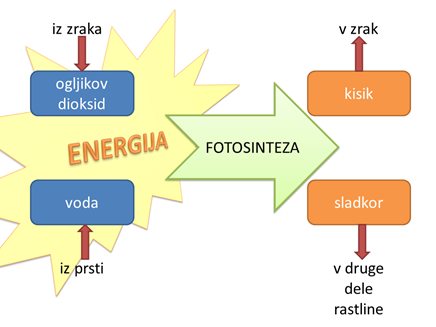 iz zraka
ogljikov
dioksid
ENERGIJA
voda
iz prsti
FOTOSINTEZA
v zrak
kisik
sladkor
v druge
dele
rastline